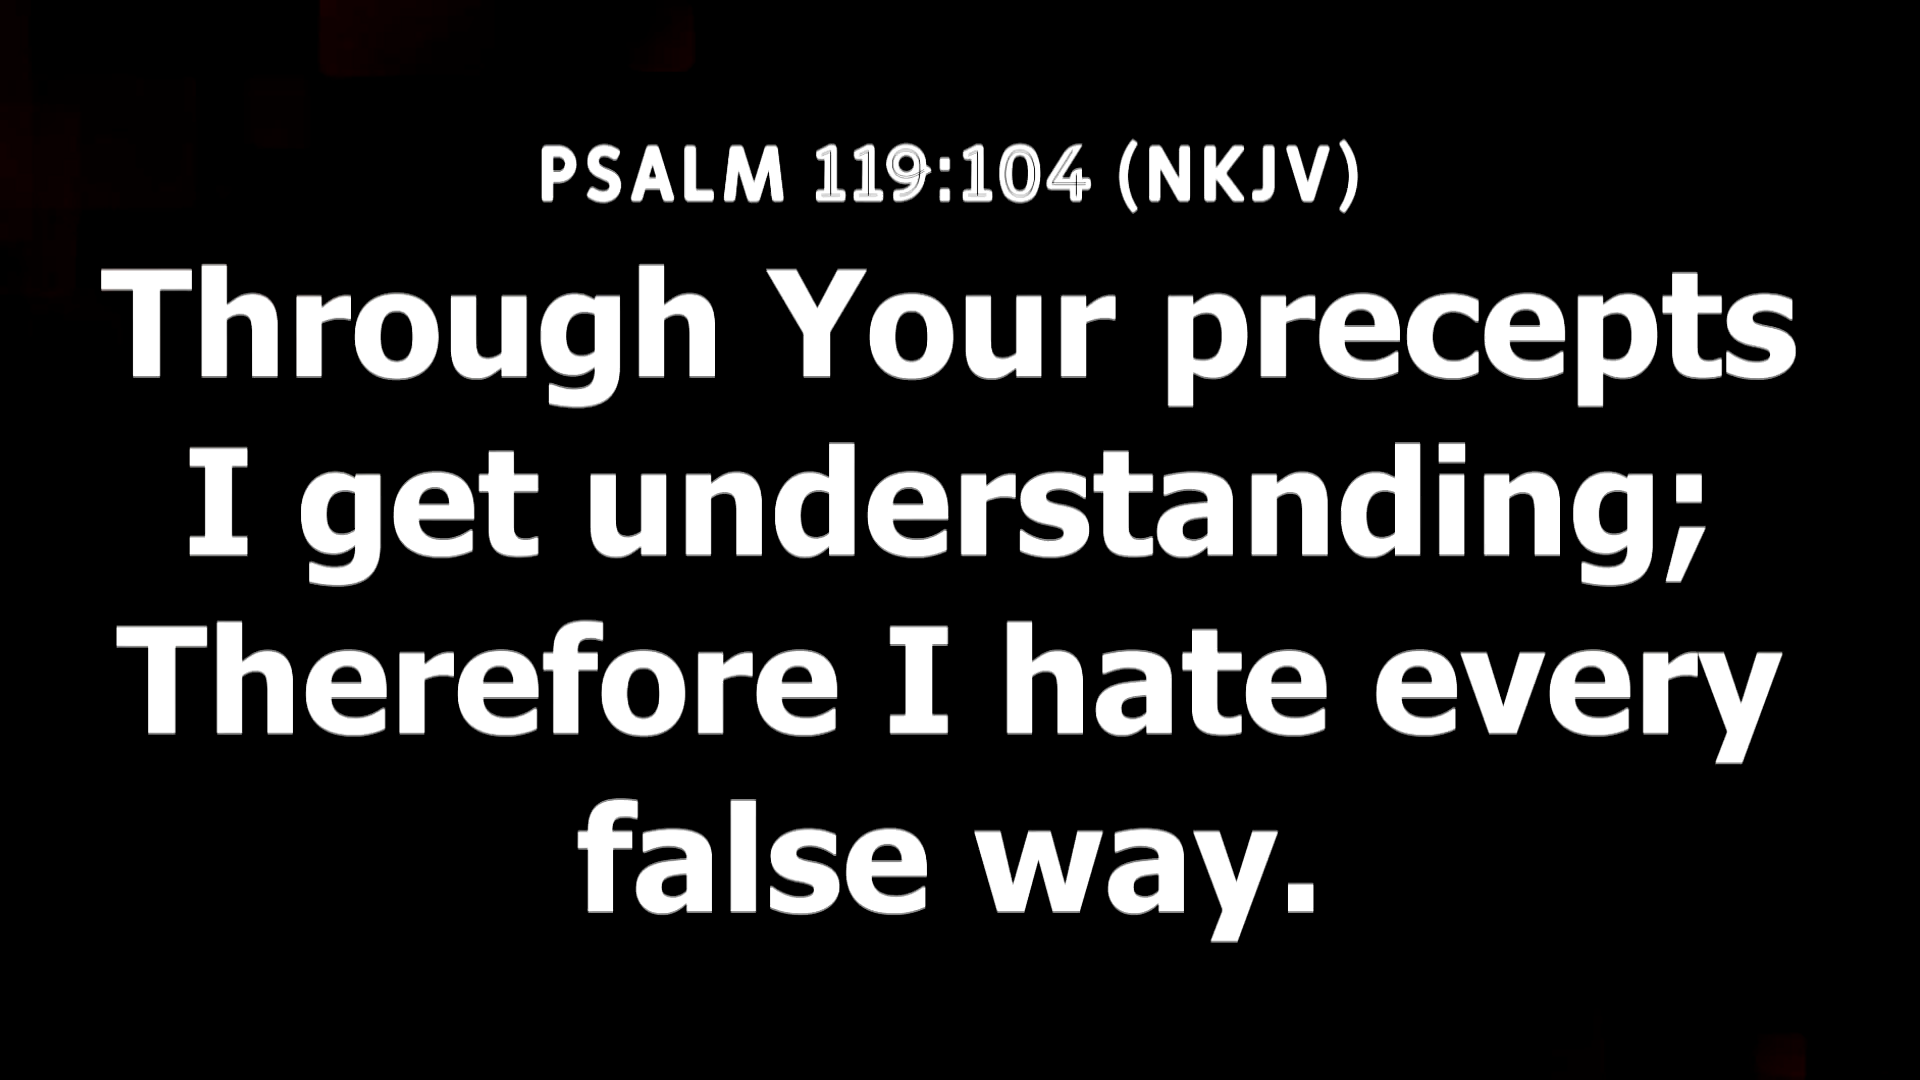 PSALM 119:104 (NKJV)
Through Your precepts
I get understanding;
Therefore I hate every
false way.